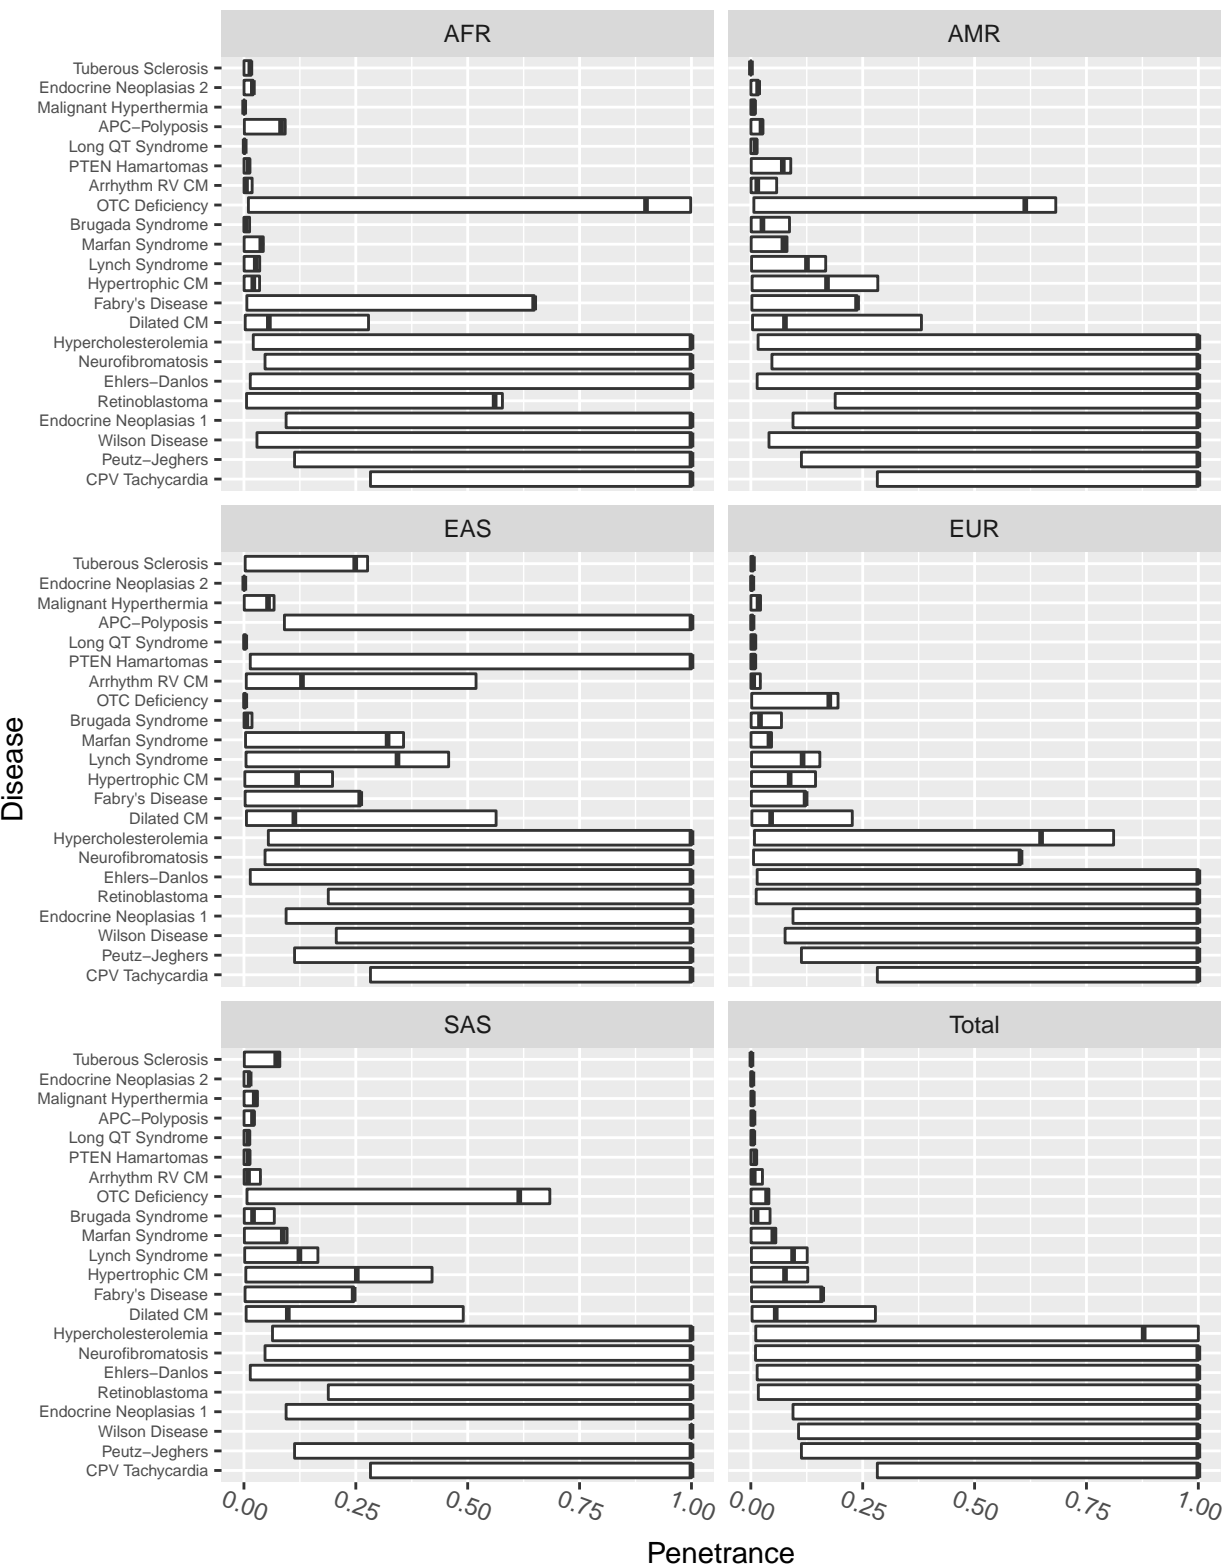 AFR
AMR
Tuberous Sclerosis
Endocrine Neoplasias 2
Malignant Hyperthermia
APC−Polyposis
Long QT Syndrome
PTEN Hamartomas
Arrhythm RV CM
OTC Deficiency
Brugada Syndrome
Marfan Syndrome
Lynch Syndrome
Hypertrophic CM
Fabry's Disease
Dilated CM
Hypercholesterolemia
Neurofibromatosis
Ehlers−Danlos
Retinoblastoma
Endocrine Neoplasias 1
Wilson Disease
Peutz−Jeghers
CPV Tachycardia
EAS
EUR
Tuberous Sclerosis
Endocrine Neoplasias 2
Malignant Hyperthermia
APC−Polyposis
Long QT Syndrome
PTEN Hamartomas
Arrhythm RV CM
OTC Deficiency
Brugada Syndrome
Marfan Syndrome
Lynch Syndrome
Hypertrophic CM
Fabry's Disease
Dilated CM
Hypercholesterolemia
Neurofibromatosis
Ehlers−Danlos
Retinoblastoma
Endocrine Neoplasias 1
Wilson Disease
Peutz−Jeghers
CPV Tachycardia
Disease
SAS
Total
Tuberous Sclerosis
Endocrine Neoplasias 2
Malignant Hyperthermia
APC−Polyposis
Long QT Syndrome
PTEN Hamartomas
Arrhythm RV CM
OTC Deficiency
Brugada Syndrome
Marfan Syndrome
Lynch Syndrome
Hypertrophic CM
Fabry's Disease
Dilated CM
Hypercholesterolemia
Neurofibromatosis
Ehlers−Danlos
Retinoblastoma
Endocrine Neoplasias 1
Wilson Disease
Peutz−Jeghers
CPV Tachycardia
0.00 0.25 0.50 0.75 1.00 0.00 0.25 0.50 0.75 1.00
Penetrance